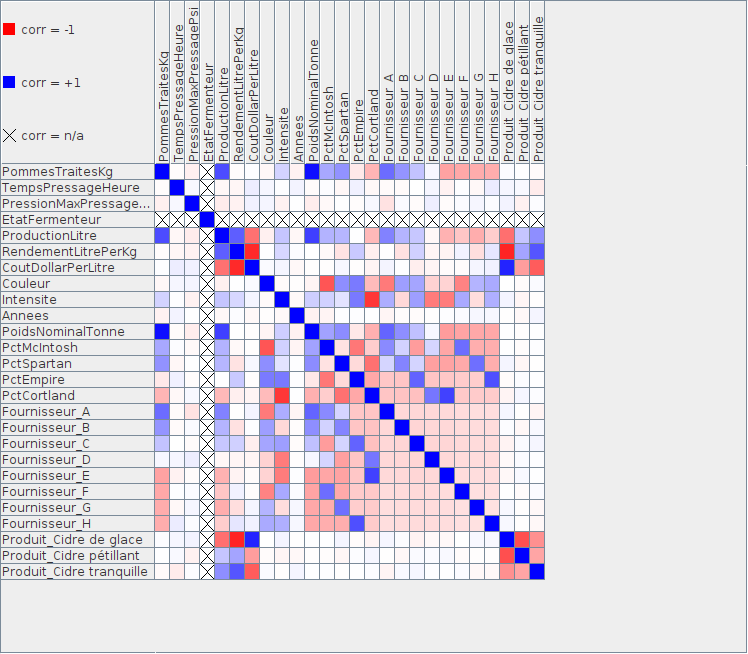 corr = -1
corr = +1
corr = n/a
PommesTraitesKg
TempsPressageHeure
PressionMaxPressagePsi
EtatFermenteur
ProductionLitre
RendementLitrePerKg
CoutDollarPerLitre
Couleur
Intensite
Annees
PoidsNominalTonne
PctMcIntosh
PctSpartan
PctEmpire
PctCortland
Fournisseur_A
Fournisseur_B
Fournisseur_C
Fournisseur_D
Fournisseur_E
Fournisseur_F
Fournisseur_G
Fournisseur_H
Produit_Cidre de glace
Produit_Cidre pétillant
Produit_Cidre tranquille
PommesTraitesKg
TempsPressageHeure
PressionMaxPressage...
EtatFermenteur
ProductionLitre
RendementLitrePerKg
CoutDollarPerLitre
Couleur
Intensite
Annees
PoidsNominalTonne
PctMcIntosh
PctSpartan
PctEmpire
PctCortland
Fournisseur_A
Fournisseur_B
Fournisseur_C
Fournisseur_D
Fournisseur_E
Fournisseur_F
Fournisseur_G
Fournisseur_H
Produit_Cidre de glace
Produit_Cidre pétillant
Produit_Cidre tranquille